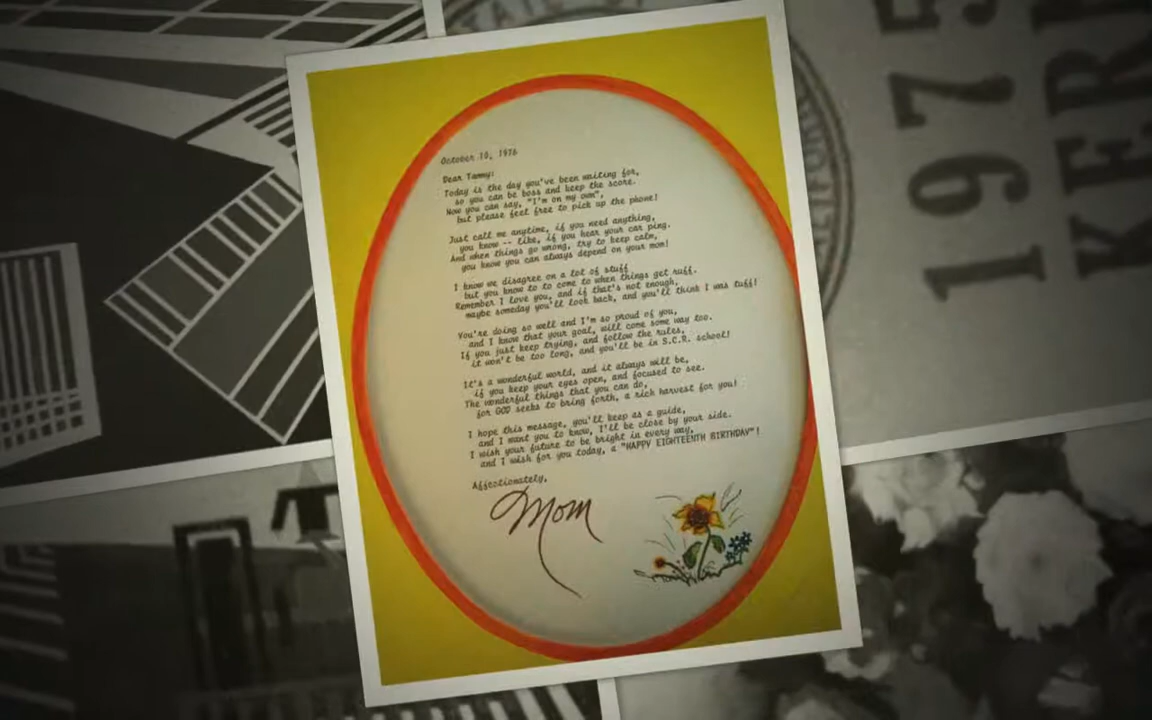 October 10, 1976
Dear Tammy:
Today is the day you've been waiting for,
so you can be boss and keep the score.
Now you can say, "I'm on my own",
but please feel free to pick up the phone!
Just call me anytime, if you need anything,
you know -- like, if you hear your car ping.
And when things go wrong, try to keep calm,
you know you can always depend on your mom!
I know we disagree on a lot of stuff
but you know to to come to when things get ruff.
Remember I love you, and if that's not enough,
maybe someday you'll look back, and you'll think I was tuff!
You're doing so well and I'm so proud of you,
and I know that your goal, will come some way too.
If you just keep trying, and follow the rules,
it won't be too long, and you'll be in S.C.R. school!
It's a wonderful world, and it always will be,
if you keep your eyes open, and focused to see.
The wonderful things that you can do,
for GOD seeks to bring forth, a rich harvest for you!
I hope this message, you'll keep as a guide,
and I want you to know, I'll be close by your side.
I wish your future to be bright in every way,
and I wish for you today, a "HAPPY EIGHTEENTH BIRTHDAY"!
Affectionately,
Mom
1975
KERN